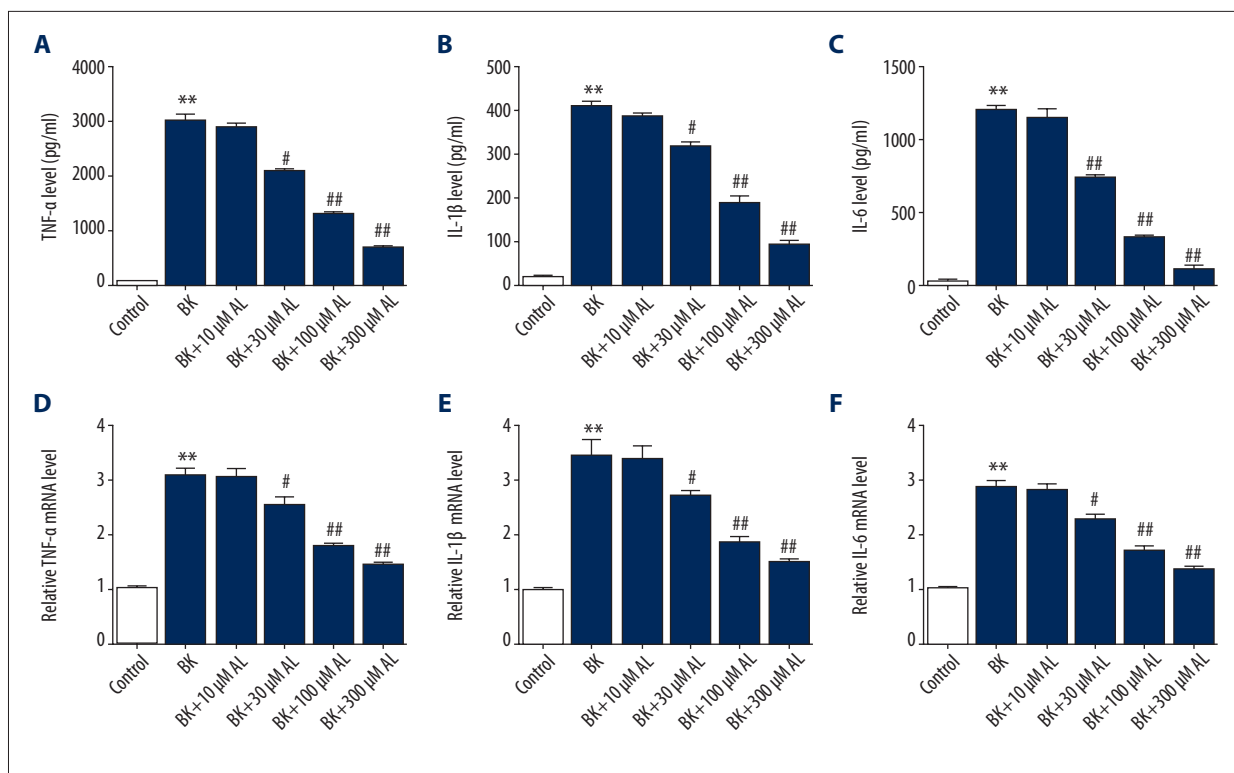 A
TNF-α level (pg/ml)
4000
3000
2000
1000
0
**
#
##
##
Control
BK
BK+10 µM AL
BK+30 µM AL
BK+100 µM AL
BK+300 µM AL
B
IL-1β level (pg/ml)
500
400
300
200
100
0
**
#
##
##
Control
BK
BK+10 µM AL
BK+30 µM AL
BK+100 µM AL
BK+300 µM AL
C
IL-6 level (pg/ml)
1500
1000
500
0
**
##
##
##
Control
BK
BK+10 µM AL
BK+30 µM AL
BK+100 µM AL
BK+300 µM AL
D
Relative TNF-α mRNA level
4
3
2
1
0
**
#
##
##
Control
BK
BK+10 µM AL
BK+30 µM AL
BK+100 µM AL
BK+300 µM AL
E
Relative IL-1β mRNA level
4
3
2
1
0
**
#
##
##
Control
BK
BK+10 µM AL
BK+30 µM AL
BK+100 µM AL
BK+300 µM AL
F
Relative IL-6 mRNA level
4
3
2
1
0
**
#
##
##
Control
BK
BK+10 µM AL
BK+30 µM AL
BK+100 µM AL
BK+300 µM AL